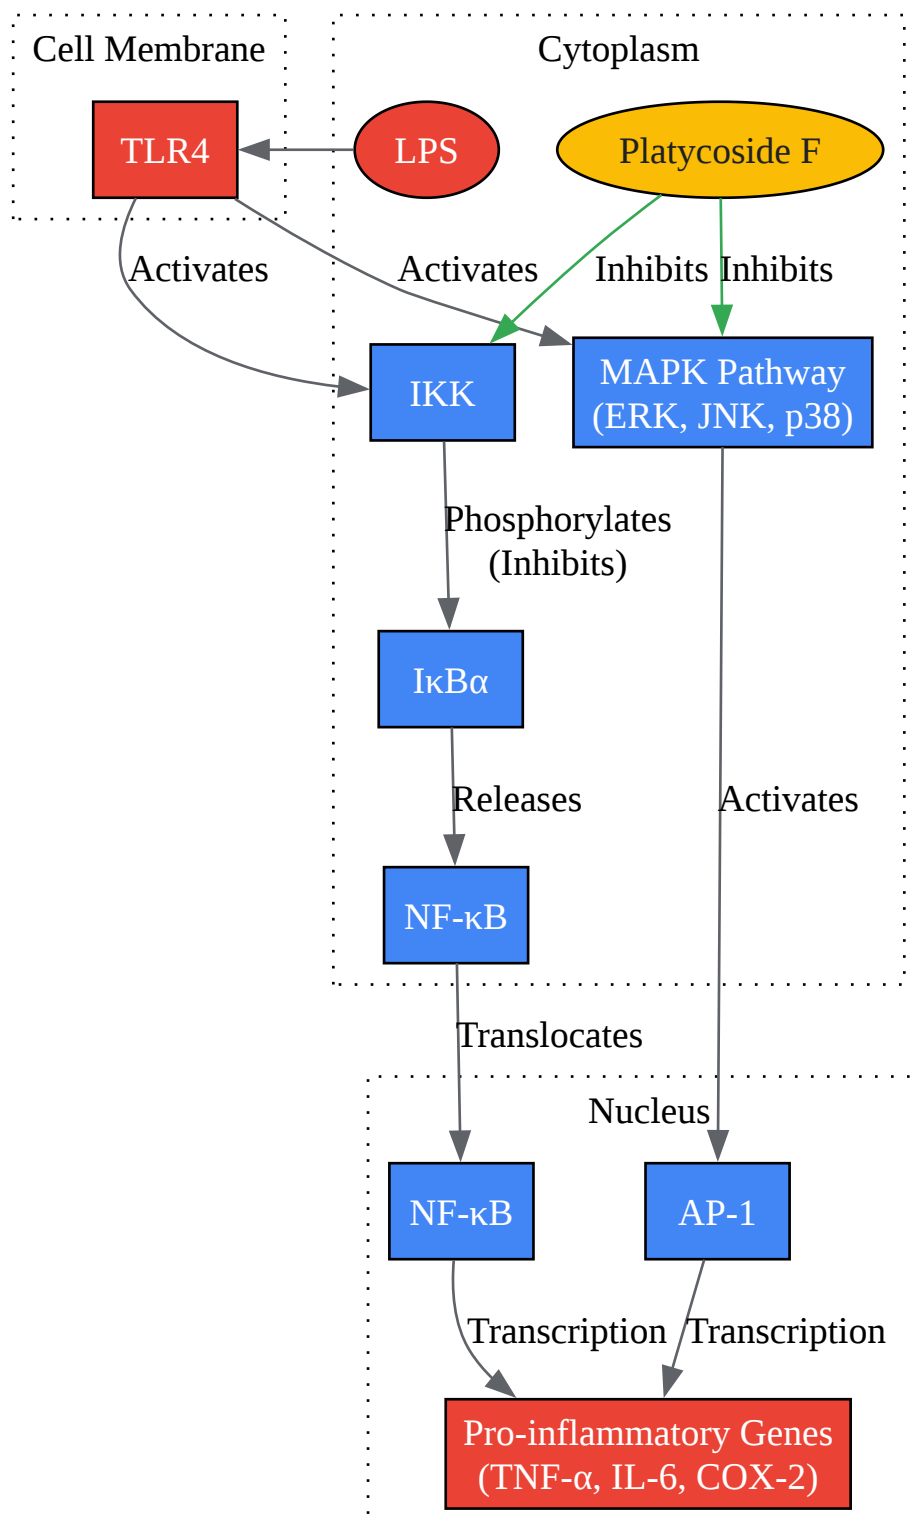 Cell Membrane
Cytoplasm
TLR4
LPS
Platycoside F
Activates
Activates
Inhibits
Inhibits
IKK
MAPK Pathway
(ERK, JNK, p38)
Phosphorylates
(Inhibits)
IκBα
Releases
Activates
NF-κB
Translocates
Nucleus
NF-κB
AP-1
Transcription
Transcription
Pro-inflammatory Genes
(TNF-α, IL-6, COX-2)